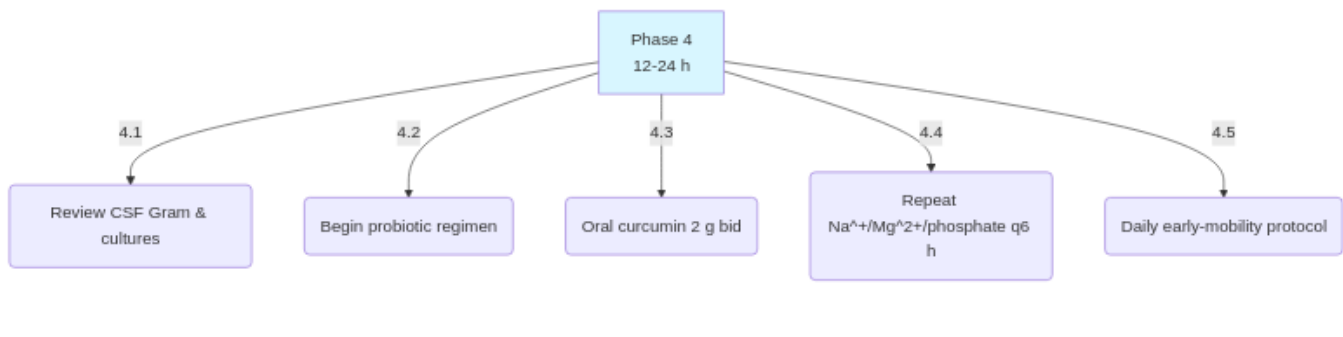 Phase 4
12-24 h
4.1
4.2
4.3
4.4
4.5
Review CSF Gram &
cultures
Begin probiotic regimen
Oral curcumin 2 g bid
Repeat
Na^+/Mg^2+/phosphate q6
h
Daily early-mobility protocol